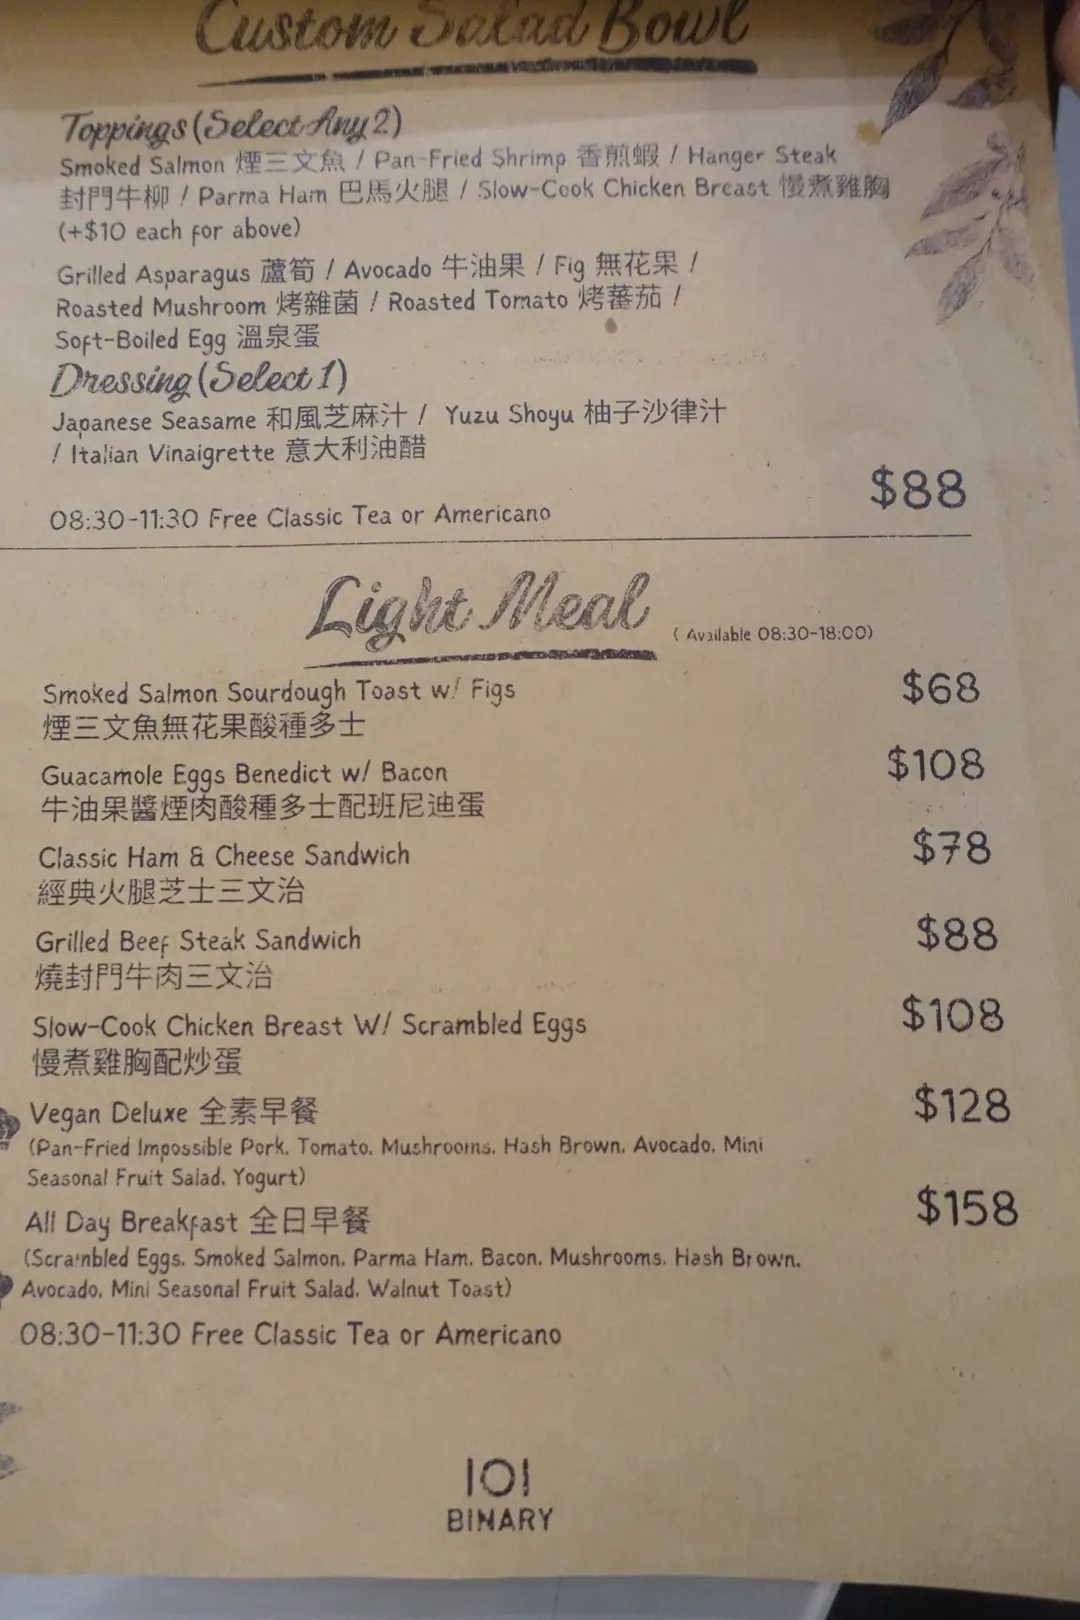 Custom Salad Bowl
Toppings (Select Any 2)
Smoked Salmon 煙三文魚 / Pan-Fried Shrimp 香煎蝦 / Hanger Steak
封門牛柳 / Parma Ham 巴馬火腿 / Slow-Cook Chicken Breast 慢煮雞胸
(+$10 each for above)
Grilled Asparagus 蘆筍 / Avocado 牛油果 / Fig 無花果 /
Roasted Mushroom 烤雜菌 / Roasted Tomato 烤蕃茄 /
Soft-Boiled Egg 溫泉蛋
Dressing (Select 1)
Japanese Seasame 和風芝麻汁 / Yuzu Shoyu 柚子沙律汁
/ Italian Vinaigrette 意大利油醋
$88
08:30-11:30 Free Classic Tea or Americano
Light Meal
( Available 08:30-18:00)
Smoked Salmon Sourdough Toast w/ Figs $68
煙三文魚無花果酸種多士
Guacamole Eggs Benedict w/ Bacon $108
牛油果醬煙肉酸種多士配班尼迪蛋
Classic Ham & Cheese Sandwich $78
經典火腿芝士三文治
Grilled Beef Steak Sandwich $88
燒封門牛肉三文治
Slow-Cook Chicken Breast W/ Scrambled Eggs $108
慢煮雞胸配炒蛋
Vegan Deluxe 全素早餐 $128
(Pan-Fried Impossible Pork, Tomato, Mushrooms, Hash Brown, Avocado, Mini
Seasonal Fruit Salad, Yogurt)
All Day Breakfast 全日早餐 $158
(Scrambled Eggs, Smoked Salmon, Parma Ham, Bacon, Mushrooms, Hash Brown,
Avocado, Mini Seasonal Fruit Salad, Walnut Toast)
08:30-11:30 Free Classic Tea or Americano
101
BINARY